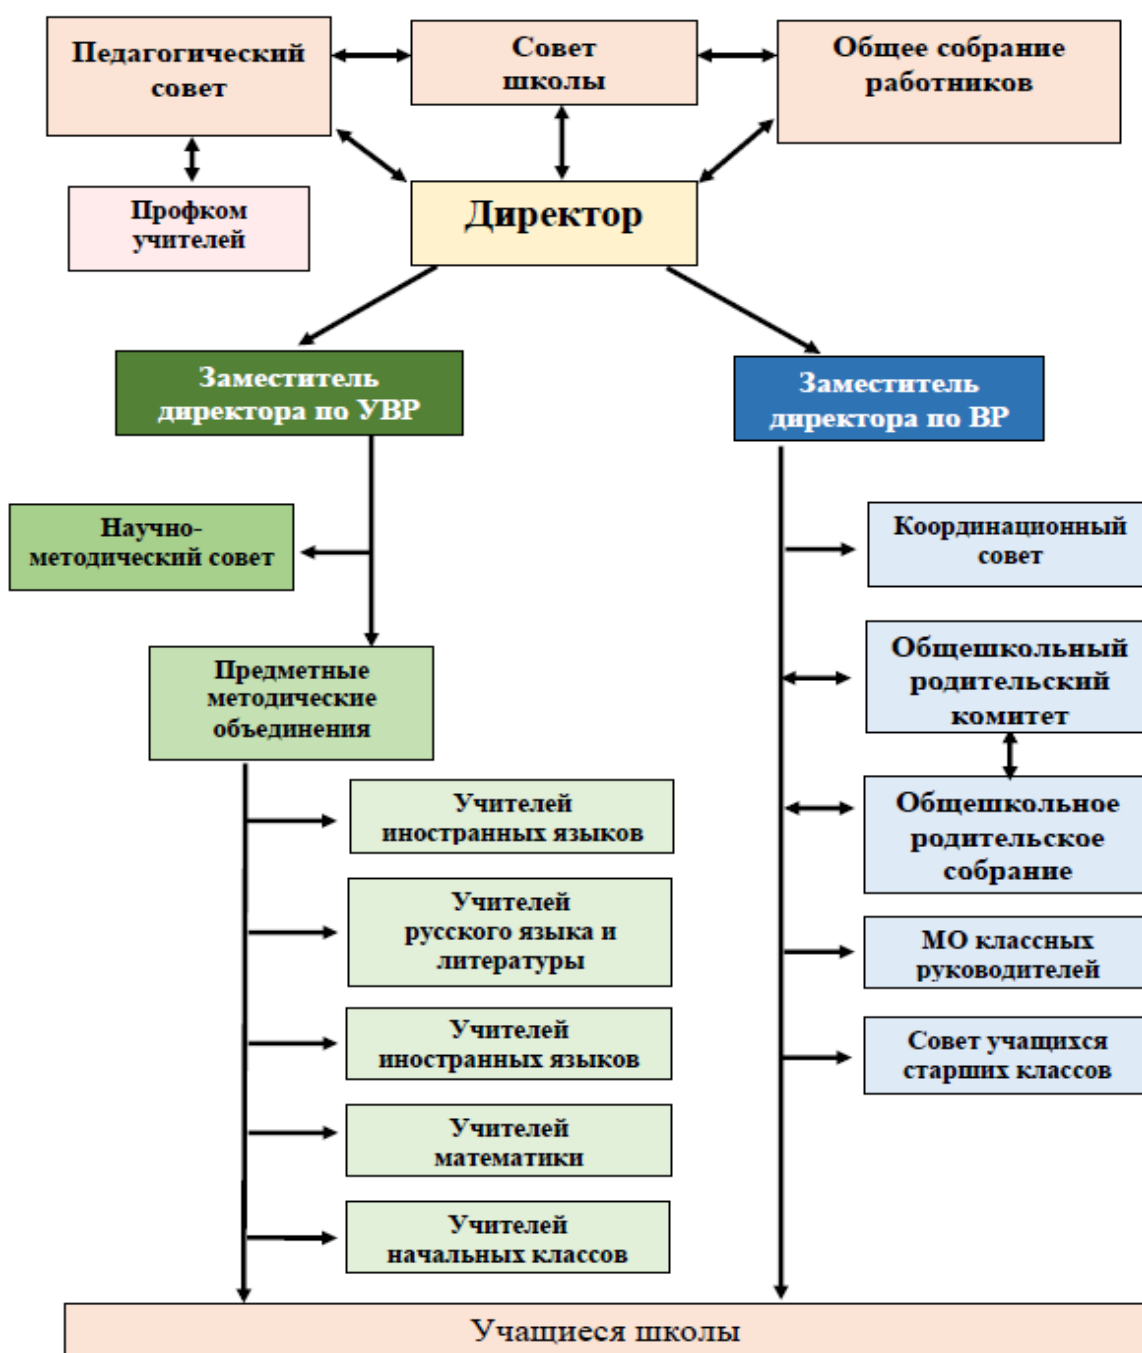 Педагогический
совет
Совет
школы
Общее собрание
работников
Профком
учителей
Директор
Заместитель
директора по УВР
Заместитель
директора по ВР
Научно-
методический совет
Координационный
совет
Предметные
методические
объединения
Общешкольный
родительский
комитет
Учителей
иностранных языков
Общешкольное
родительское
собрание
Учителей
русского языка и
литературы
МО классных
руководителей
Учителей
иностранных языков
Совет учащихся
старших классов
Учителей
математики
Учителей
начальных классов
Учащиеся школы